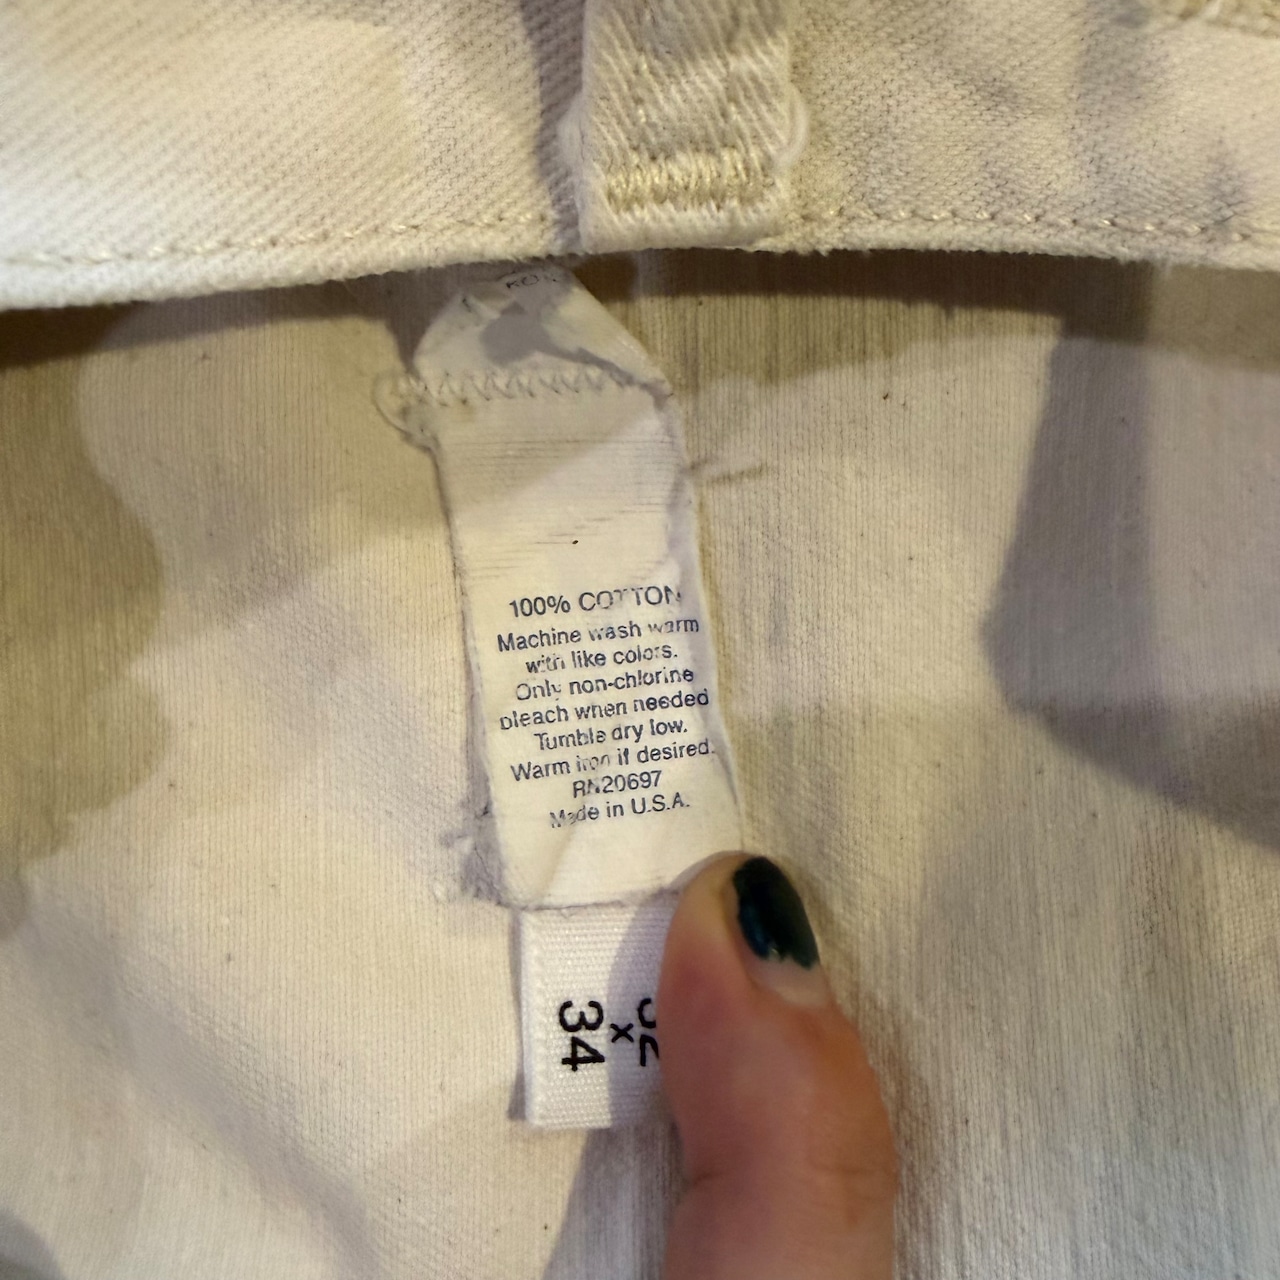 100% COTTON
Machine wash warm
with like colors.
Only non-chlorine
bleach when needed
Tumble dry low.
Warm iron if desired.
RN20697
Made in U.S.A.
x
34